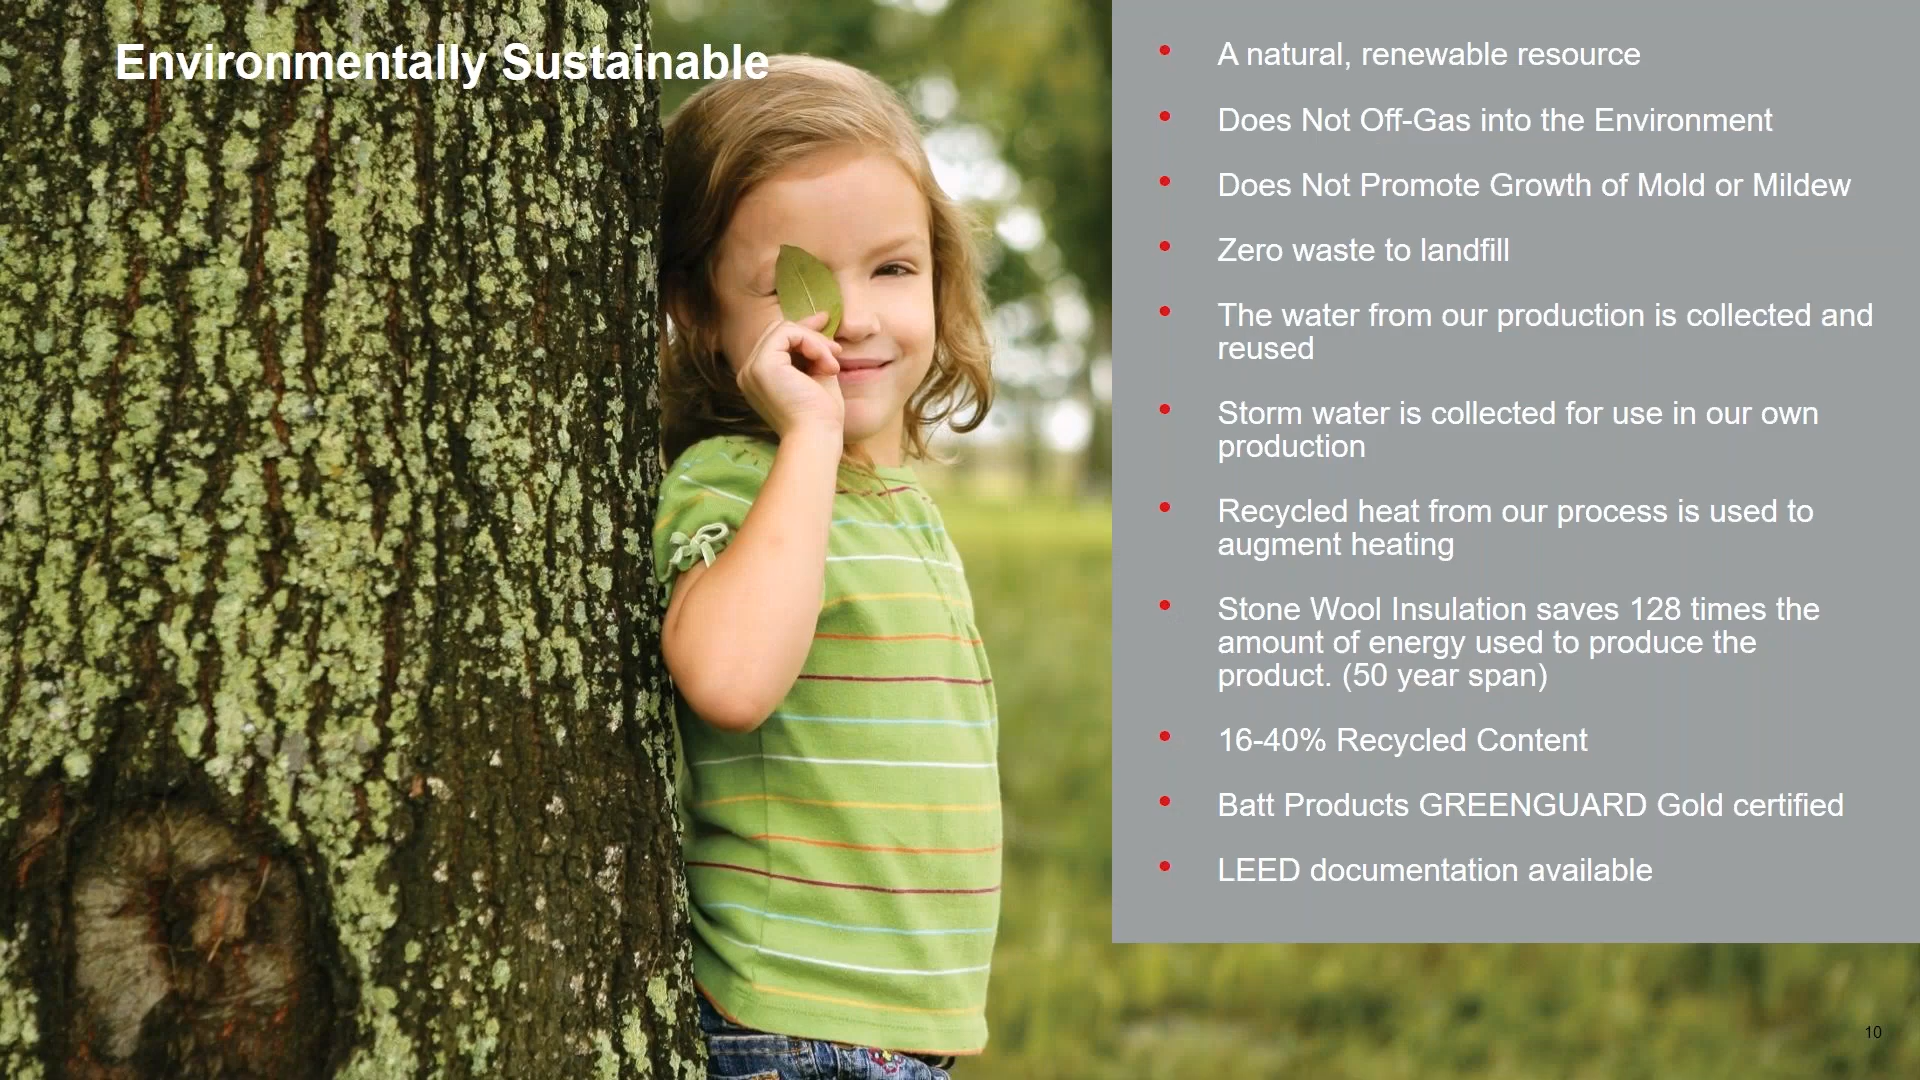 Environmentally Sustainable
• A natural, renewable resource
• Does Not Off-Gas into the Environment
• Does Not Promote Growth of Mold or Mildew
• Zero waste to landfill
• The water from our production is collected and
reused
• Storm water is collected for use in our own
production
• Recycled heat from our process is used to
augment heating
• Stone Wool Insulation saves 128 times the
amount of energy used to produce the
product. (50 year span)
• 16-40% Recycled Content
• Batt Products GREENGUARD Gold certified
• LEED documentation available
10